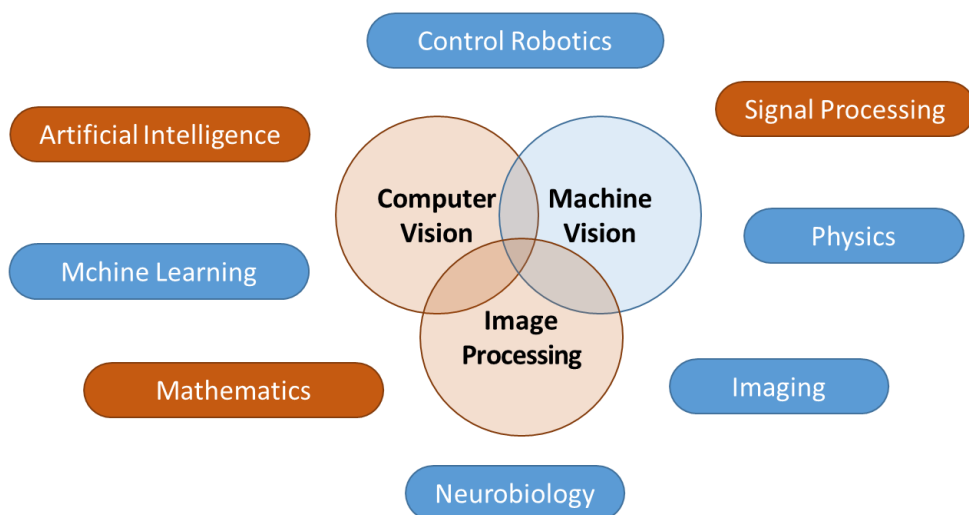 Control Robotics
Artificial Intelligence
Signal Processing
Computer
Vision
Machine
Vision
Mchine Learning
Physics
Image
Processing
Mathematics
Imaging
Neurobiology